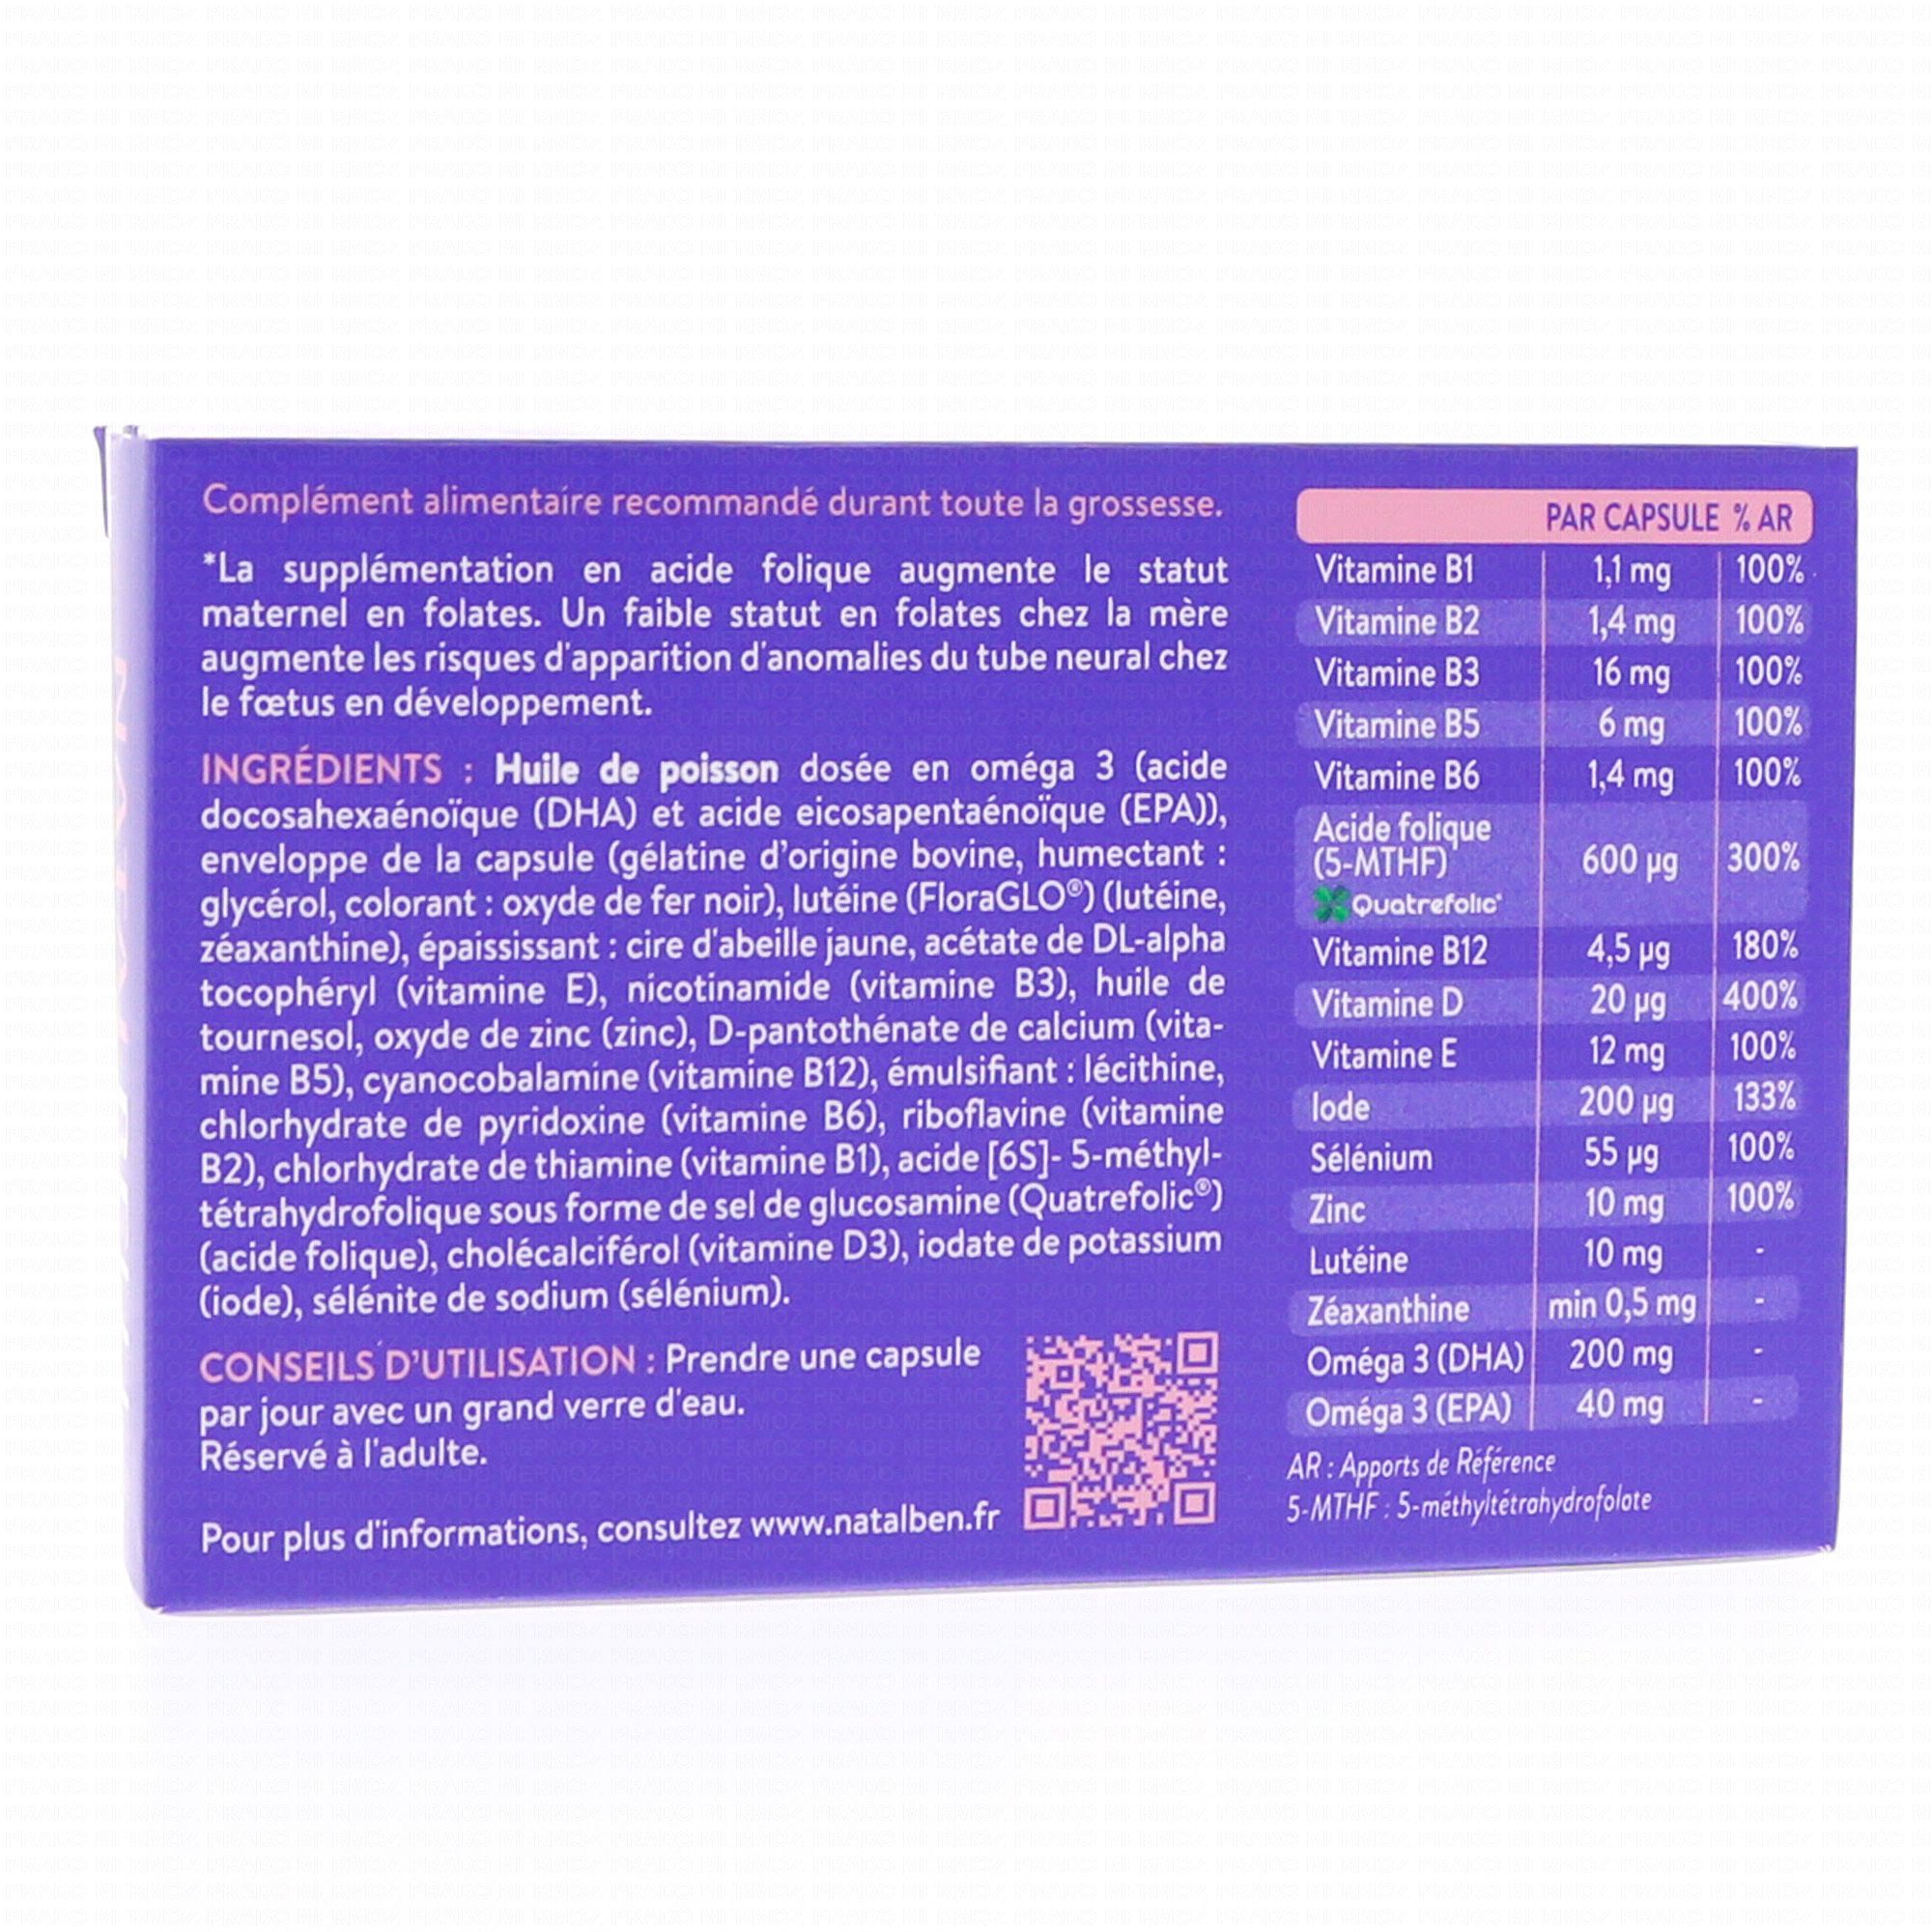 Complément alimentaire recommandé durant toute la grossesse.
*La supplémentation en acide folique augmente le statut
maternel en folates. Un faible statut en folates chez la mère
augmente les risques d'apparition d'anomalies du tube neural chez
le fœtus en développement.
INGRÉDIENTS : Huile de poisson dosée en oméga 3 (acide
docosahexaénoïque (DHA) et acide eicosapentaénoïque (EPA)),
enveloppe de la capsule (gélatine d'origine bovine, humectant :
glycérol, colorant : oxyde de fer noir), lutéine (FloraGLO®) (lutéine,
zéaxanthine), épaississant : cire d'abeille jaune, acétate de DL-alpha
tocophéryl (vitamine E), nicotinamide (vitamine B3), huile de
tournesol, oxyde de zinc (zinc), D-pantothénate de calcium (vita-
mine B5), cyanocobalamine (vitamine B12), émulsifiant : lécithine,
chlorhydrate de pyridoxine (vitamine B6), riboflavine (vitamine
B2), chlorhydrate de thiamine (vitamine B1), acide [6S]- 5-méthyl-
tétrahydrofolique sous forme de sel de glucosamine (Quatrefolic®)
(acide folique), cholécalciférol (vitamine D3), iodate de potassium
(iode), sélénite de sodium (sélénium).
CONSEILS D'UTILISATION : Prendre une capsule
par jour avec un grand verre d'eau.
Réservé à l'adulte.
Pour plus d'informations, consultez www.natalben.fr
PAR CAPSULE % AR
Vitamine B1 1,1 mg 100%
Vitamine B2 1,4 mg 100%
Vitamine B3 16 mg 100%
Vitamine B5 6 mg 100%
Vitamine B6 1,4 mg 100%
Acide folique
(5-MTHF) 600 µg 300%
Quatrefolic®
Vitamine B12 4,5 µg 180%
Vitamine D 20 µg 400%
Vitamine E 12 mg 100%
Iode 200 µg 133%
Sélénium 55 µg 100%
Zinc 10 mg 100%
Lutéine 10 mg -
Zéaxanthine min 0,5 mg -
Oméga 3 (DHA) 200 mg -
Oméga 3 (EPA) 40 mg -
AR : Apports de Référence
5-MTHF : 5-méthyltétrahydrofolate